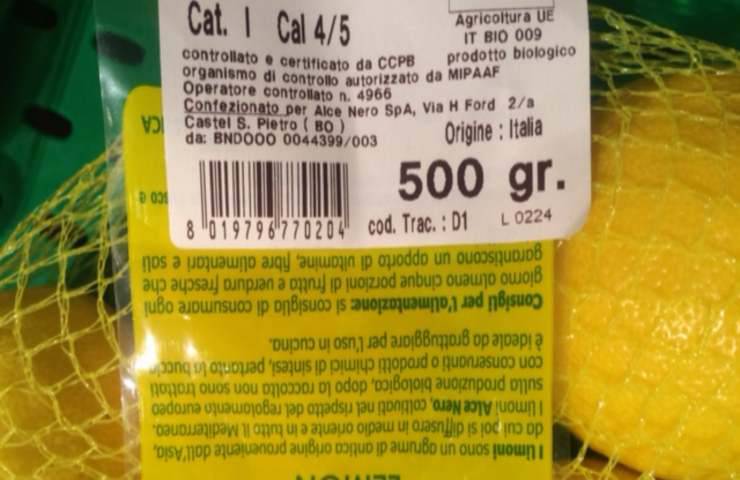 Cat. I Cal 4/5
Agricoltura UE
IT BIO 009
prodotto biologico
controllato e certificato da CCPB
organismo di controllo autorizzato da MIPAAF
Operatore controllato n. 4966
Confezionato per Alce Nero SpA, Via H Ford 2/a
Castel S. Pietro ( BO )
da: BNDOOO 0044399/003
Origine : Italia
500 gr.
8 019796 770204
cod. Trac. : D1
L 0224
LEMON
I limoni sono un agrume di antica origine proveniente dall'Asia,
da cui poi si diffusero in medio oriente e in tutto il Mediterraneo.
I limoni Alce Nero, coltivati nel rispetto del regolamento europeo
sulla produzione biologica, dopo la raccolta non sono trattati
con conservanti o prodotti chimici di sintesi, pertanto la buccia
è ideale da grattuggiare per l'uso in cucina.
Consigli per l'alimentazione: si consiglia di consumare ogni
giorno almeno cinque porzioni di frutta e verdura fresche che
garantiscono un apporto di vitamine, fibre alimentari e sali